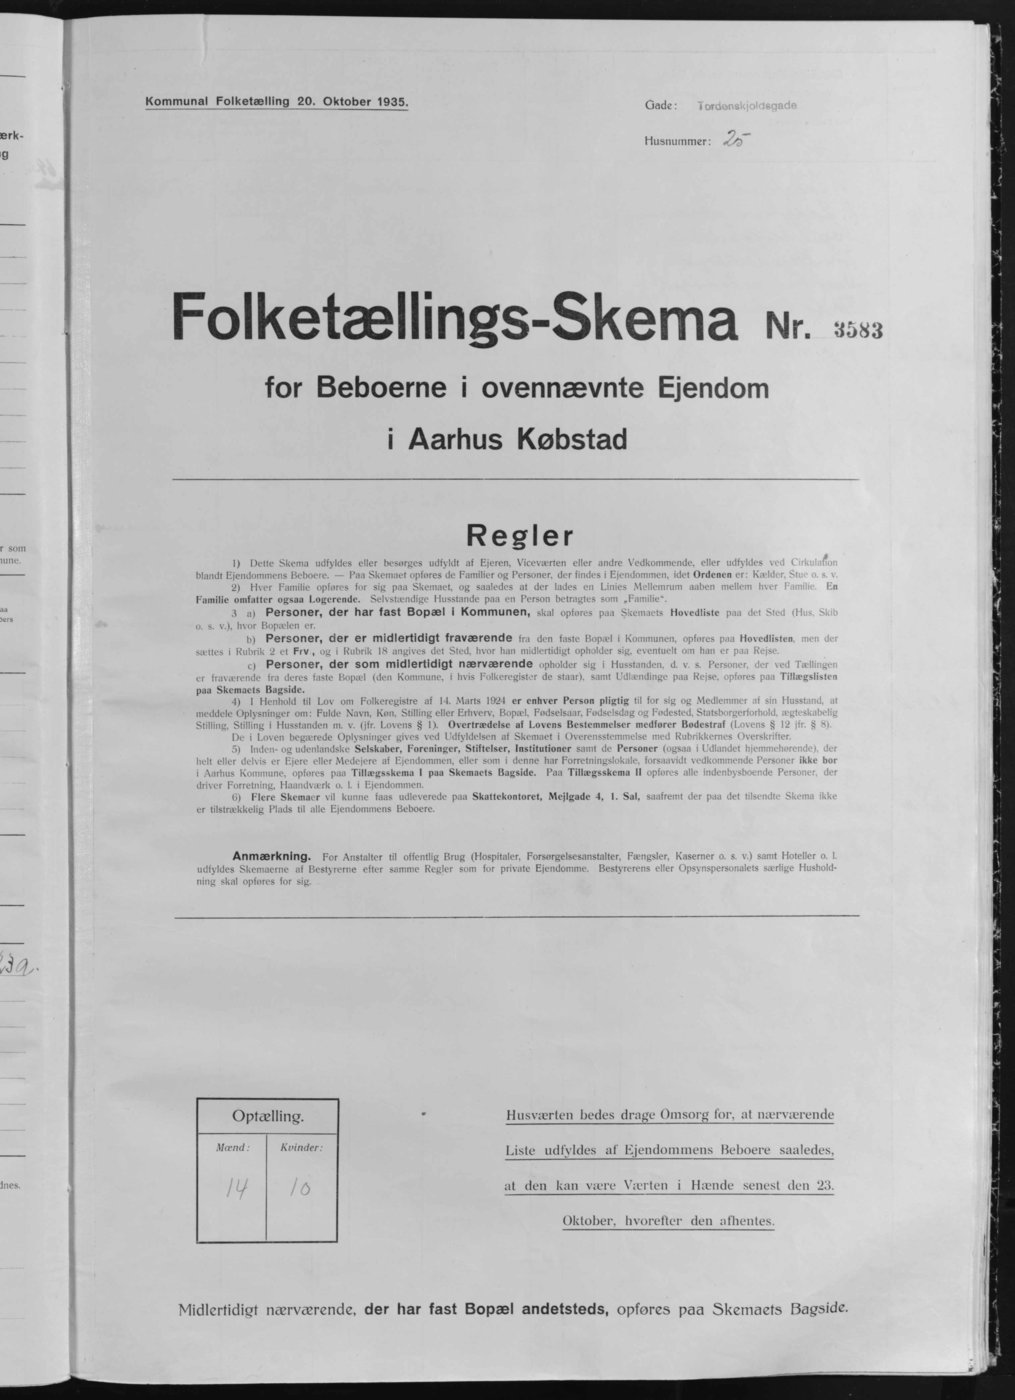 Kommunal Folketælling 20. Oktober 1935.
Gade: Tordenskjoldsgade
Husnummer: 25
Folketællings-Skema Nr. 3583
for Beboerne i ovennævnte Ejendom
i Aarhus Købstad
Regler
1) Dette Skema udfyldes eller besørges udfyldt af Ejeren, Viceværten eller andre Vedkommende, eller udfyldes ved Cirkulation
blandt Ejendommens Beboere. — Paa Skemaet opføres de Familier og Personer, der findes i Ejendommen, idet Ordenen er: Kælder, Stue o. s. v.
2) Hver Familie opføres for sig paa Skemaet, og saaledes at der lades en Linies Mellemrum aaben mellem hver Familie. En
Familie omfatter ogsaa Logerende. Selvstændige Husstande paa en Person betragtes som „Familie“.
3 a) Personer, der har fast Bopæl i Kommunen, skal opføres paa Skemaets Hovedliste paa det Sted (Hus, Skib
o. s. v.), hvor Bopælen er.
b) Personer, der er midlertidigt fraværende fra den faste Bopæl i Kommunen, opføres paa Hovedlisten, men der
sættes i Rubrik 2 et Frv., og i Rubrik 18 angives det Sted, hvor han midlertidigt opholder sig, eventuelt om han er paa Rejse.
c) Personer, der som midlertidigt nærværende opholder sig i Husstanden, d. v. s. Personer, der ved Tællingen
er fraværende fra deres faste Bopæl (den Kommune, i hvis Folkeregister de staar), samt Udlændinge paa Rejse, opføres paa Tillægslisten
paa Skemaets Bagside.
4) I Henhold til Lov om Folkeregistre af 14. Marts 1924 er enhver Person pligtig til for sig og Medlemmer af sin Husstand, at
meddele Oplysninger om: Fulde Navn, Køn, Stilling eller Erhverv, Bopæl, Fødselsaar, Fødselsdag og Fødested, Statsborgerforhold, ægteskabelig
Stilling, Stilling i Husstanden m. v. (jfr. Lovens § 1). Overtrædelse af Lovens Bestemmelser medfører Bødestraf (Lovens § 12 jfr. § 8).
De i Loven begærede Oplysninger gives ved Udfyldelsen af Skemaet i Overensstemmelse med Rubrikkernes Overskrifter.
5) Inden- og udenlandske Selskaber, Foreninger, Stiftelser, Institutioner samt de Personer (ogsaa i Udlandet hjemmehørende), der
helt eller delvis er Ejere eller Medejere af Ejendommen, eller som i denne har Forretningslokale, forsaavidt vedkommende Personer ikke bor
i Aarhus Kommune, opføres paa Tillægsskema I paa Skemaets Bagside. Paa Tillægsskema II opføres alle indenbysboende Personer, der
driver Forretning, Haandværk o. l. i Ejendommen.
6) Flere Skemaer vil kunne faas udleverede paa Skattekontoret, Mejlgade 4, 1. Sal, saafremt der paa det tilsendte Skema ikke
er tilstrækkelig Plads til alle Ejendommens Beboere.
Anmærkning. For Anstalter til offentlig Brug (Hospitaler, Forsørgelsesanstalter, Fængsler, Kaserner o. s. v.) samt Hoteller o. l.
udfyldes Skemaerne af Bestyrerne efter samme Regler som for private Ejendomme. Bestyrerens eller Opsynspersonalets særlige Hushold-
ning skal opføres for sig.
Optælling.
Mænd: Kvinder:
14 10
Husværten bedes drage Omsorg for, at nærværende
Liste udfyldes af Ejendommens Beboere saaledes,
at den kan være Værten i Hænde senest den 23.
Oktober, hvorefter den afhentes.
Midlertidigt nærværende, der har fast Bopæl andetsteds, opføres paa Skemaets Bagside.